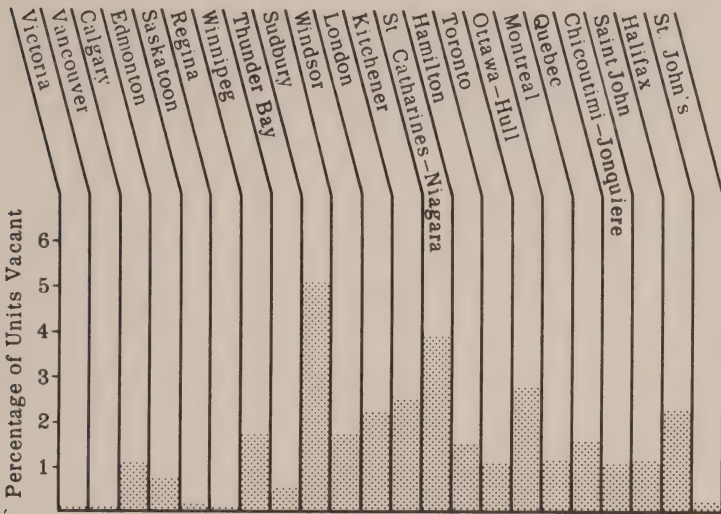 Victoria
Vancouver
Calgary
Edmonton
Saskatoon
Regina
Winnipeg
Thunder Bay
Sudbury
Windsor
London
Kitchener
St Catharines–Niagara
Hamilton
Toronto
Ottawa–Hull
Montreal
Quebec
Chicoutimi–Jonquiere
Saint John
Halifax
St. John's
Percentage of Units Vacant
6
5
4
3
2
1